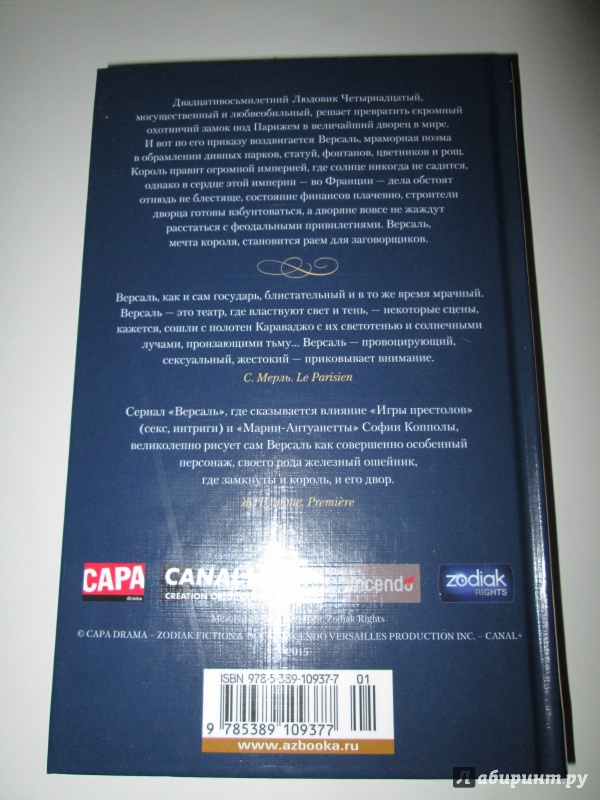 Двадцативосьмилетний Людовик Четырнадцатый,
могущественный и любвеобильный, решает превратить скромный
охотничий замок под Парижем в величайший дворец в мире.
И вот по его приказу воздвигается Версаль, мраморная поэма
в обрамлении дивных парков, статуй, фонтанов, цветников и рощ.
Король правит огромной империей, где солнце никогда не садится,
однако в сердце этой империи — во Франции — дела обстоят
отнюдь не блестяще, состояние финансов плачевно, строители
дворца готовы взбунтоваться, а дворяне вовсе не жаждут
расстаться с феодальными привилегиями. Версаль,
мечта короля, становится раем для заговорщиков.
Версаль, как и сам государь, блистательный и в то же время мрачный.
Версаль — это театр, где властвуют свет и тень, — некоторые сцены,
кажется, сошли с полотен Караваджо с их светотенью и солнечными
лучами, пронзающими тьму... Версаль — провоцирующий,
сексуальный, жестокий — приковывает внимание.
С. Мерль. Le Parisien
Сериал «Версаль», где сказывается влияние «Игры престолов»
(секс, интриги) и «Марии-Антуанетты» Софии Копполы,
великолепно рисует сам Версаль как совершенно особенный
персонаж, своего рода железный ошейник,
где замкнуты и король, и его двор.
Première
CAPA drama
CANAL
CREATION
zodiak RIGHTS
Zodiak Rights
© CAPA DRAMA – ZODIAK FICTION & VERSAILLES PRODUCTION INC. – CANAL+
2015
ISBN 978-5-389-10937-7 01
9 785389 109377
www.azbooka.ru
Лабиринт.ру